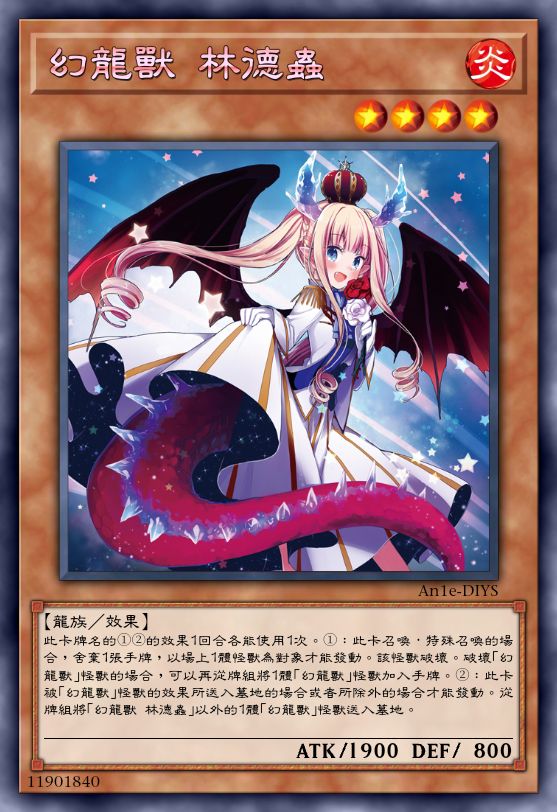 幻龍獸 林德蟲
炎
An1e-DIYS
【龍族／效果】
此卡牌名的①②的效果1回合各能使用1次。①：此卡召喚．特殊召喚的場
合，舍棄1張手牌，以場上1體怪獸為對象才能發動。該怪獸破壞。破壞「幻
龍獸」怪獸的場合，可以再從牌組將1體「幻龍獸」怪獸加入手牌。②：此卡
被「幻龍獸」怪獸的效果所送入墓地的場合或者所除外的場合才能發動。從
牌組將「幻龍獸 林德蟲」以外的1體「幻龍獸」怪獸送入墓地。
ATK/1900 DEF/ 800
11901840